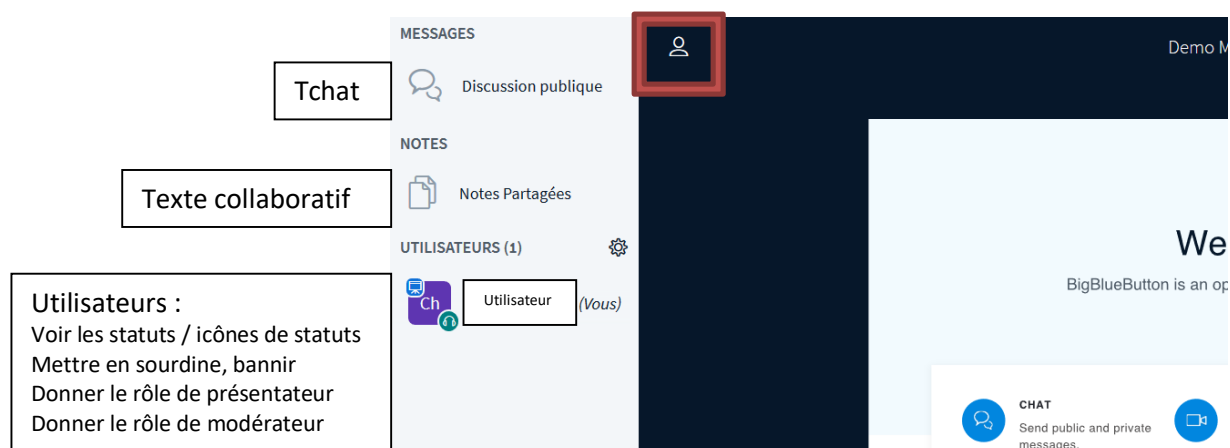 MESSAGES
Tchat
Discussion publique
NOTES
Texte collaboratif
Notes Partagées
UTILISATEURS (1)
Utilisateurs :
Voir les statuts / icônes de statuts
Mettre en sourdine, bannir
Donner le rôle de présentateur
Donner le rôle de modérateur
Ch
Utilisateur
(Vous)
Demo M
We
BigBlueButton is an op
CHAT
Send public and private
messages.